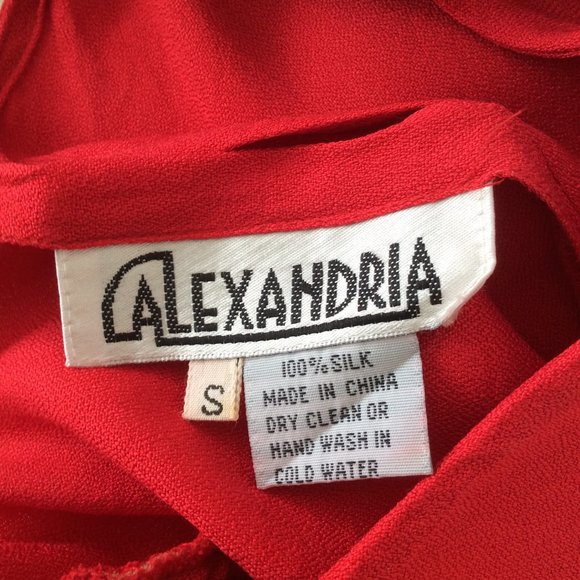 ALEXANDRIA
S
100% SILK
MADE IN CHINA
DRY CLEAN OR
HAND WASH IN
COLD WATER